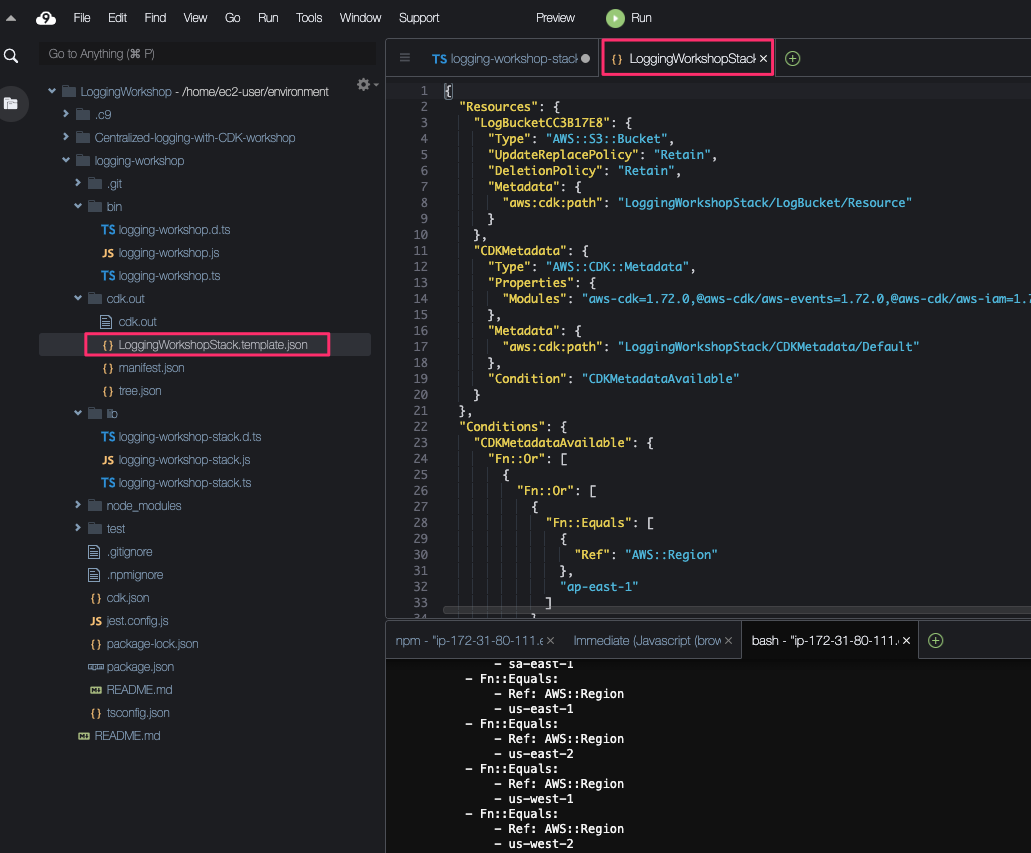 9 File Edit Find View Go Run Tools Window Support Preview Run
Go to Anything (⌘ P)
LoggingWorkshop - /home/ec2-user/environment
.c9
Centralized-logging-with-CDK-workshop
logging-workshop
.git
bin
TS logging-workshop.d.ts
JS logging-workshop.js
TS logging-workshop.ts
cdk.out
cdk.out
{} LoggingWorkshopStack.template.json
{} manifest.json
{} tree.json
lib
TS logging-workshop-stack.d.ts
JS logging-workshop-stack.js
TS logging-workshop-stack.ts
node_modules
test
.gitignore
.npmignore
{} cdk.json
JS jest.config.js
{} package-lock.json
package.json
README.md
{} tsconfig.json
README.md
TS logging-workshop-stack {} LoggingWorkshopStack ×
1 {
2 "Resources": {
3 "LogBucketCC3B17E8": {
4 "Type": "AWS::S3::Bucket",
5 "UpdateReplacePolicy": "Retain",
6 "DeletionPolicy": "Retain",
7 "Metadata": {
8 "aws:cdk:path": "LoggingWorkshopStack/LogBucket/Resource"
9 }
10 },
11 "CDKMetadata": {
12 "Type": "AWS::CDK::Metadata",
13 "Properties": {
14 "Modules": "aws-cdk=1.72.0,@aws-cdk/aws-events=1.72.0,@aws-cdk/aws-iam=1.7
15 },
16 "Metadata": {
17 "aws:cdk:path": "LoggingWorkshopStack/CDKMetadata/Default"
18 },
19 "Condition": "CDKMetadataAvailable"
20 }
21 },
22 "Conditions": {
23 "CDKMetadataAvailable": {
24 "Fn::Or": [
25 {
26 "Fn::Or": [
27 {
28 "Fn::Equals": [
29 {
30 "Ref": "AWS::Region"
31 },
32 "ap-east-1"
33 ]
34 }
npm - "ip-172-31-80-111.e × Immediate (Javascript (brow × bash - "ip-172-31-80-111. ×
- sa-east-1
- Fn::Equals:
- Ref: AWS::Region
- us-east-1
- Fn::Equals:
- Ref: AWS::Region
- us-east-2
- Fn::Equals:
- Ref: AWS::Region
- us-west-1
- Fn::Equals:
- Ref: AWS::Region
- us-west-2